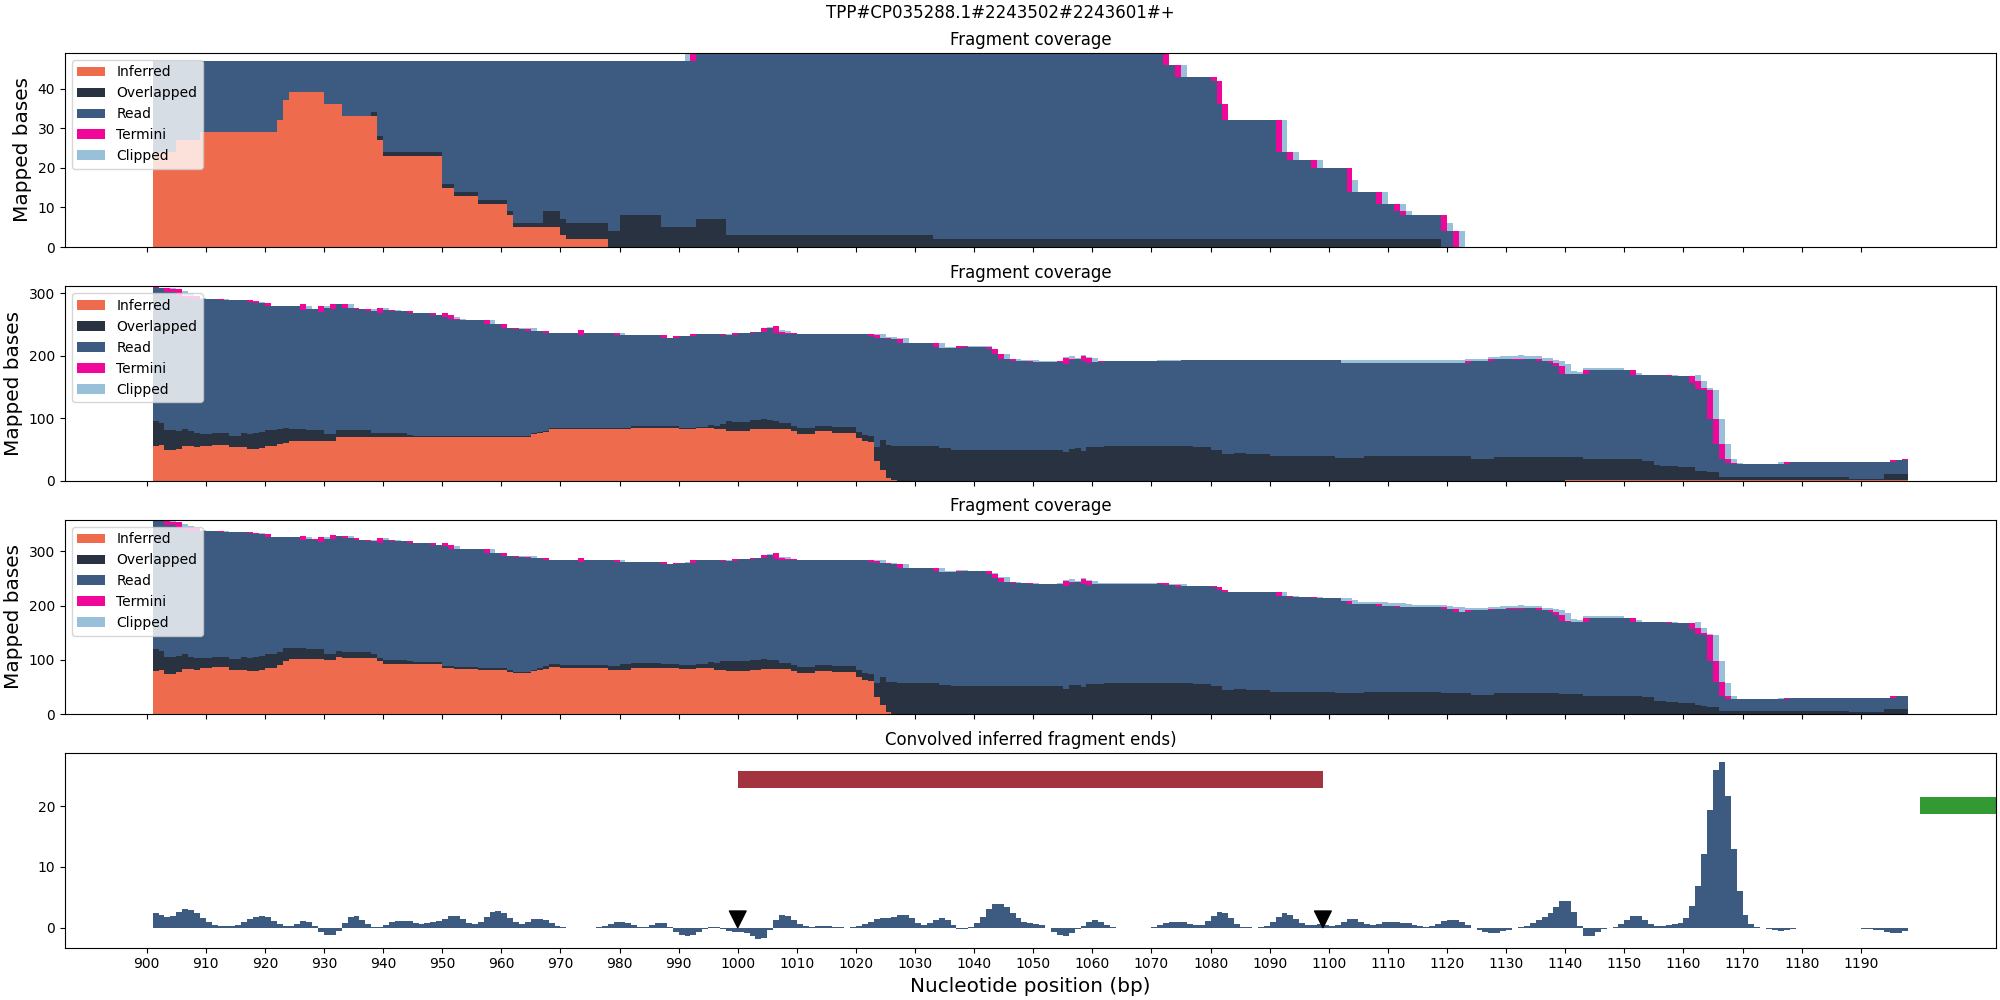 TPP#CP035288.1#2243502#2243601#+
Fragment coverage
Mapped bases
40
30
20
10
0
Inferred
Overlapped
Read
Termini
Clipped
Fragment coverage
Mapped bases
300
200
100
0
Inferred
Overlapped
Read
Termini
Clipped
Fragment coverage
Mapped bases
300
200
100
0
Inferred
Overlapped
Read
Termini
Clipped
Convolved inferred fragment ends)
20
10
0
900 910 920 930 940 950 960 970 980 990 1000 1010 1020 1030 1040 1050 1060 1070 1080 1090 1100 1110 1120 1130 1140 1150 1160 1170 1180 1190
Nucleotide position (bp)